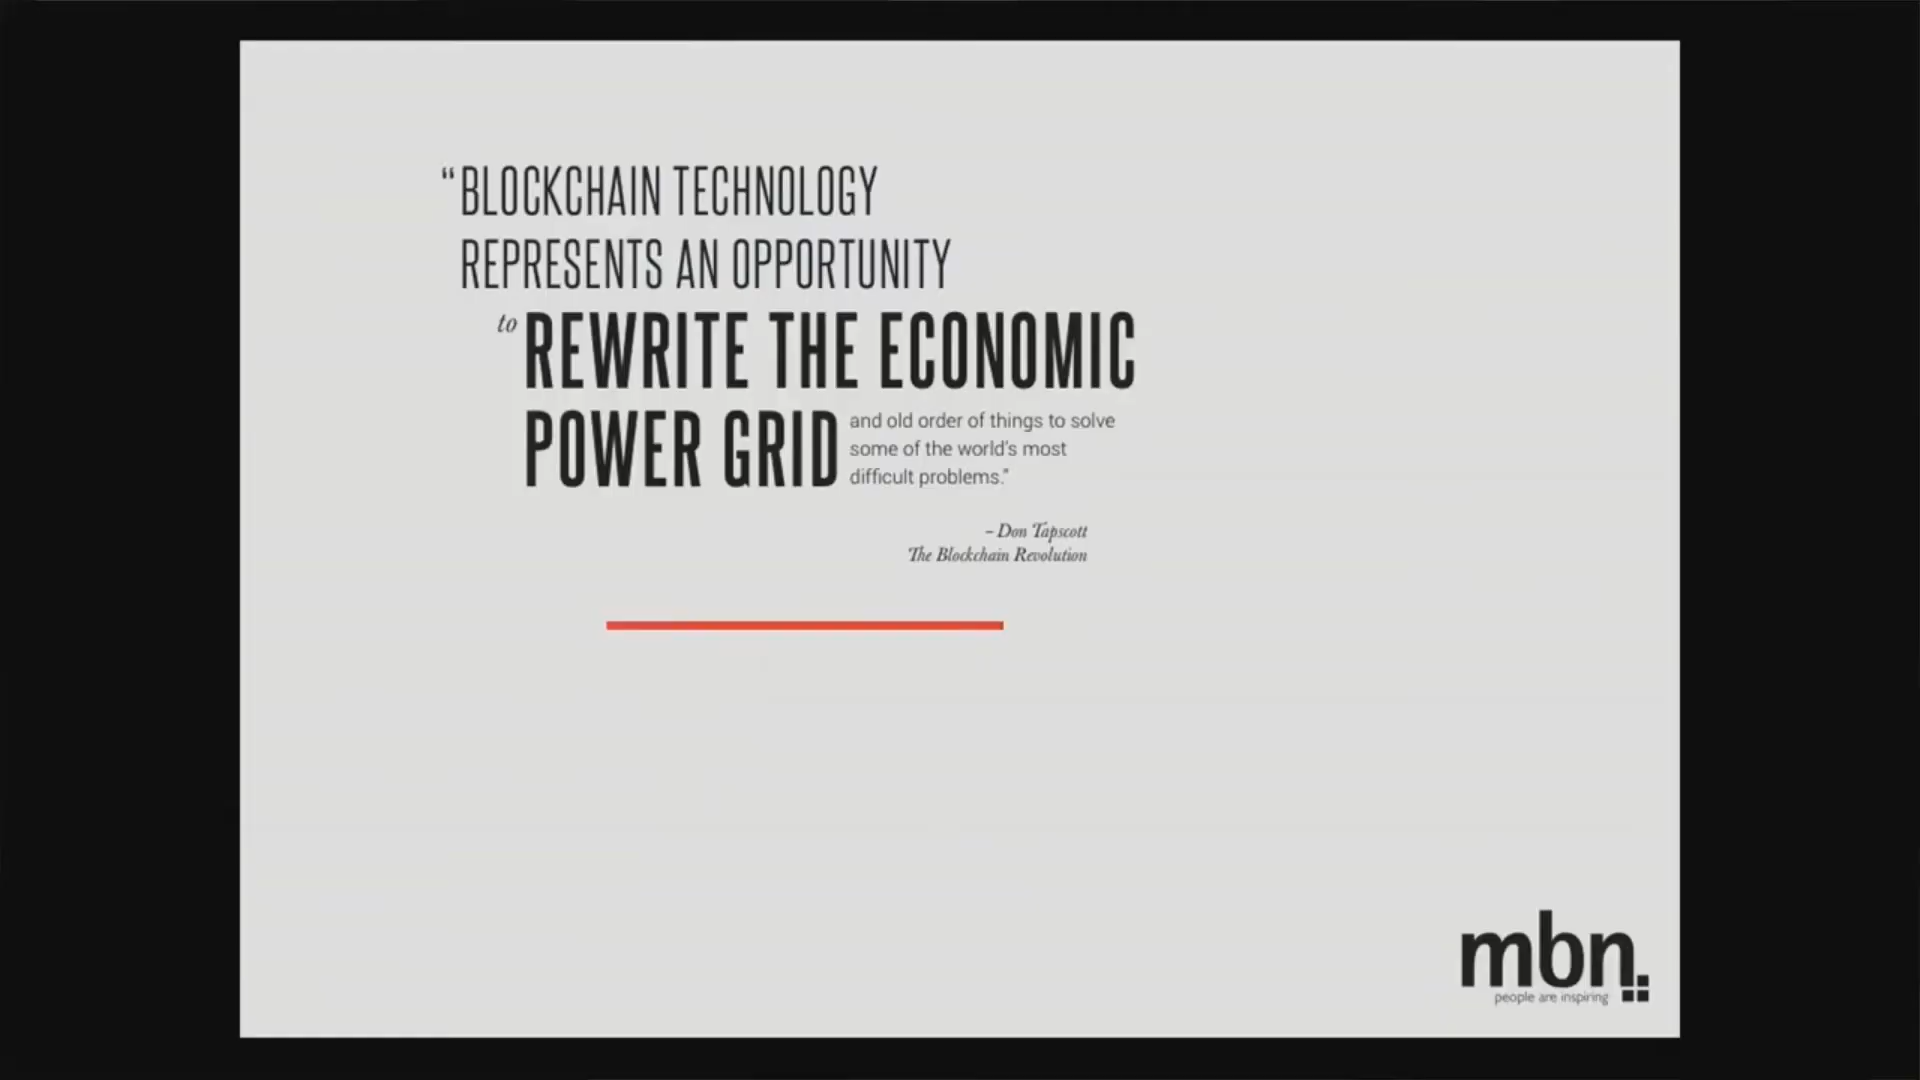 “BLOCKCHAIN TECHNOLOGY
REPRESENTS AN OPPORTUNITY
to REWRITE THE ECONOMIC
POWER GRID and old order of things to solve
some of the world's most
difficult problems."
– Don Tapscott
The Blockchain Revolution
mbn
people are inspiring